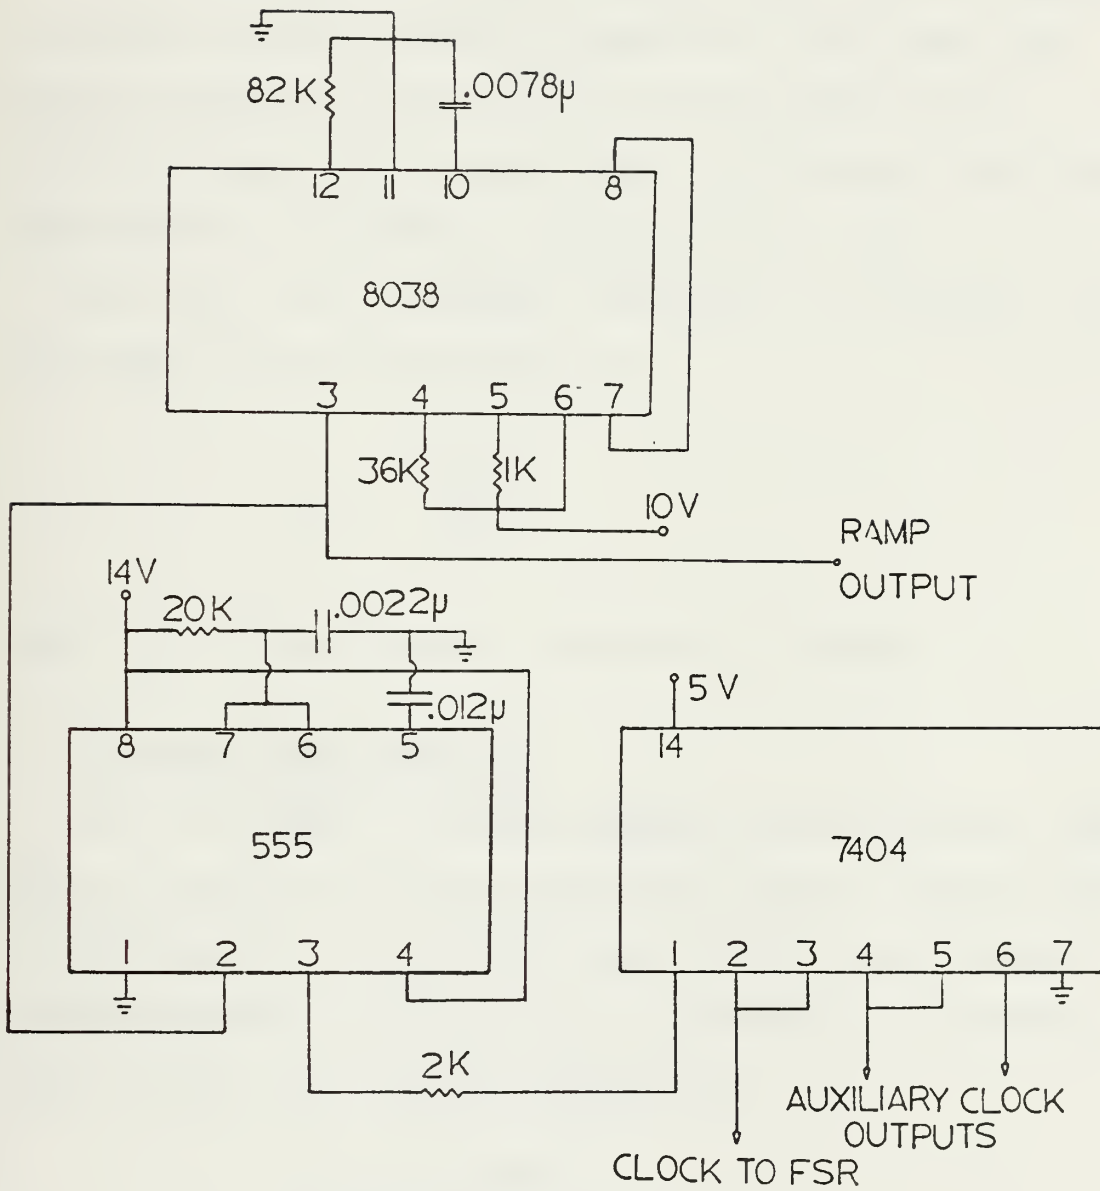 82K
.0078µ
12 11 10 8
8038
3 4 5 6 7
36K 1K
10V
RAMP
OUTPUT
14V
20K .0022µ
.012µ
5V
8 7 6 5
14
555
7404
1 2 3 4
1 2 3 4 5 6 7
2K
AUXILIARY CLOCK
OUTPUTS
CLOCK TO FSR